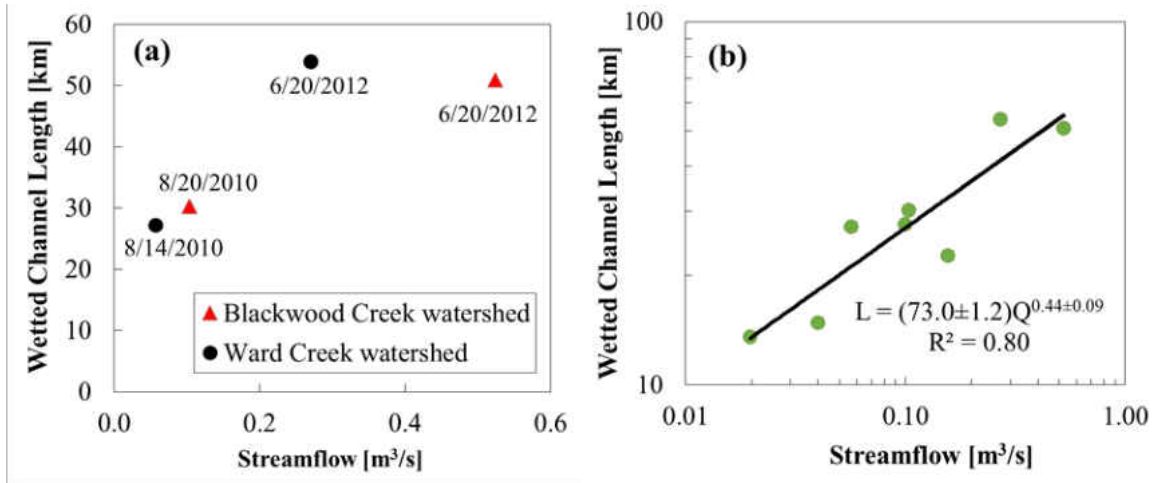 (a)
Wetted Channel Length [km]
60
50
40
30
20
10
0
6/20/2012
6/20/2012
8/20/2010
8/14/2010
Blackwood Creek watershed
Ward Creek watershed
0.0
0.2
0.4
0.6
Streamflow [m³/s]
(b)
Wetted Channel Length [km]
100
10
L = (73.0±1.2)Q^0.44±0.09
R² = 0.80
0.01
0.10
1.00
Streamflow [m³/s]